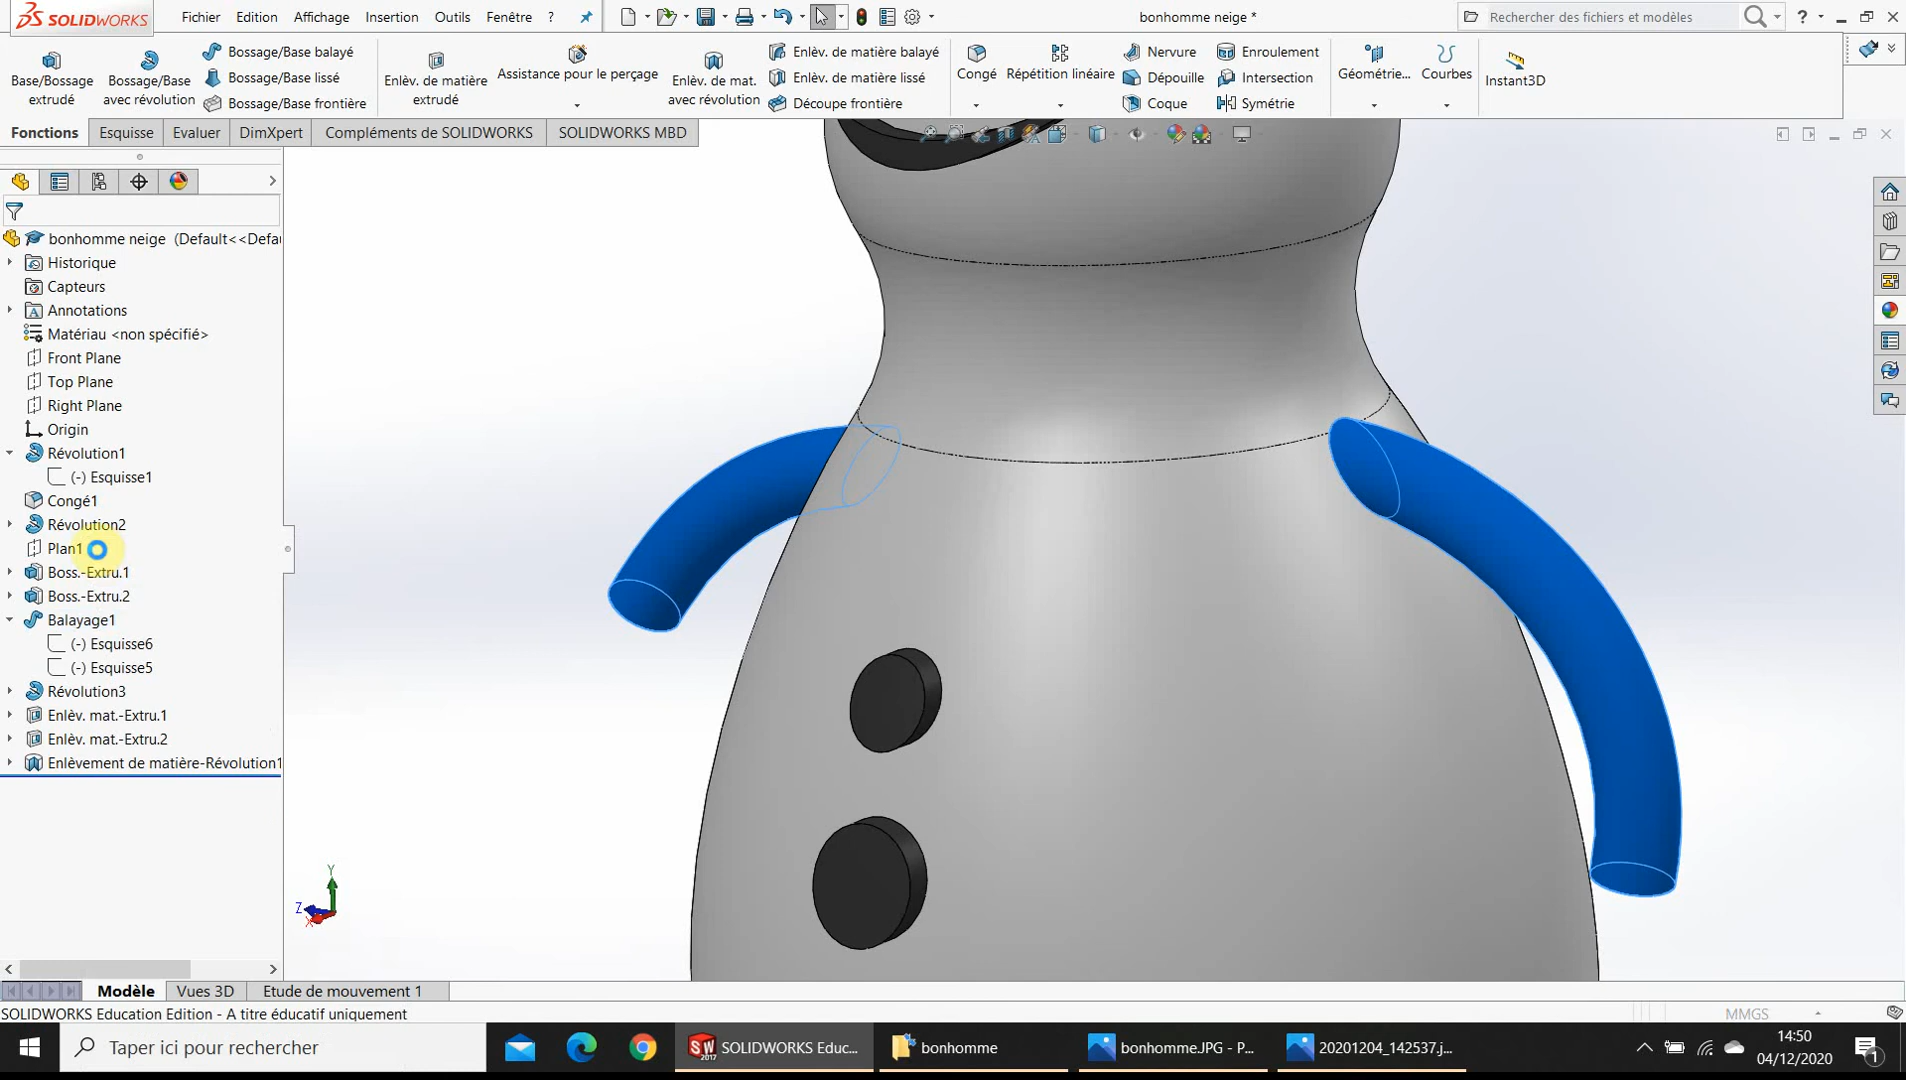 SOLIDWORKS
Fichier Edition Affichage Insertion Outils Fenêtre ?
bonhomme neige *
Rechercher des fichiers et modèles
?
Base/Bossage extrudé
Bossage/Base avec révolution
Bossage/Base balayé
Bossage/Base lissé
Bossage/Base frontière
Enlèv. de matière extrudé
Assistance pour le perçage
Enlèv. de mat. avec révolution
Enlèv. de matière balayé
Enlèv. de matière lissé
Découpe frontière
Congé
Répétition linéaire
Nervure
Dépouille
Coque
Enroulement
Intersection
Symétrie
Géométrie...
Courbes
Instant3D
Fonctions Esquisse Evaluer DimXpert Compléments de SOLIDWORKS SOLIDWORKS MBD
bonhomme neige (Default<<Defa
Historique
Capteurs
Annotations
Matériau <non spécifié>
Front Plane
Top Plane
Right Plane
Origin
Révolution1
(-) Esquisse1
Congé1
Révolution2
Plan1
Boss.-Extru.1
Boss.-Extru.2
Balayage1
(-) Esquisse6
(-) Esquisse5
Révolution3
Enlèv. mat.-Extru.1
Enlèv. mat.-Extru.2
Enlèvement de matière-Révolution1
Y
Z
X
Modèle Vues 3D Etude de mouvement 1
SOLIDWORKS Education Edition - A titre éducatif uniquement
MMGS
Taper ici pour rechercher
SW 2017
SOLIDWORKS Educ...
bonhomme
bonhomme.JPG - P...
20201204_142537.j...
14:50
04/12/2020
1